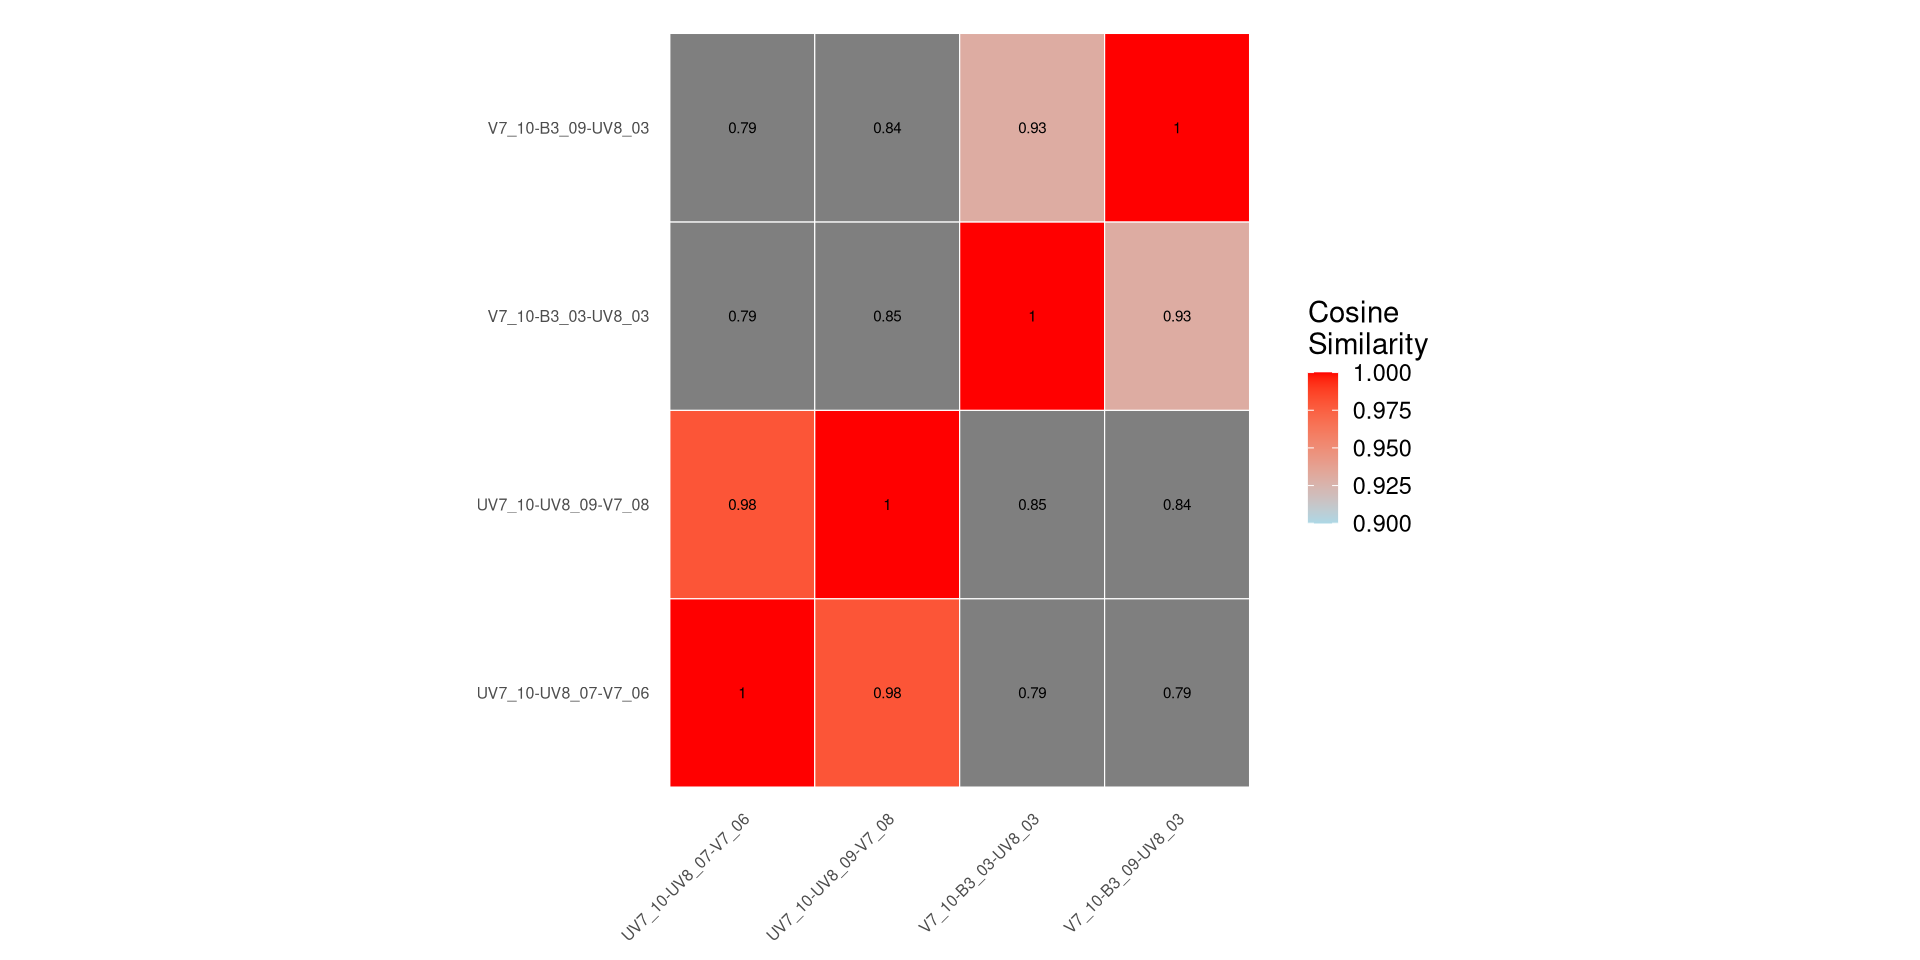 V7_10-B3_09-UV8_03
0.79 0.84 0.93 1
V7_10-B3_03-UV8_03
0.79 0.85 1 0.93
UV7_10-UV8_09-V7_08
0.98 1 0.85 0.84
UV7_10-UV8_07-V7_06
1 0.98 0.79 0.79
UV7_10-UV8_07-V7_06
UV7_10-UV8_09-V7_08
V7_10-B3_03-UV8_03
V7_10-B3_09-UV8_03
Cosine
Similarity
1.000
0.975
0.950
0.925
0.900